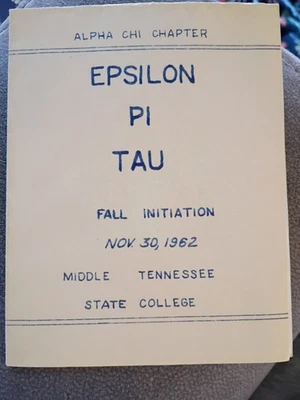 ALPHA CHI CHAPTER
EPSILON
PI
TAU
FALL INITIATION
NOV. 30, 1962
MIDDLE TENNESSEE
STATE COLLEGE